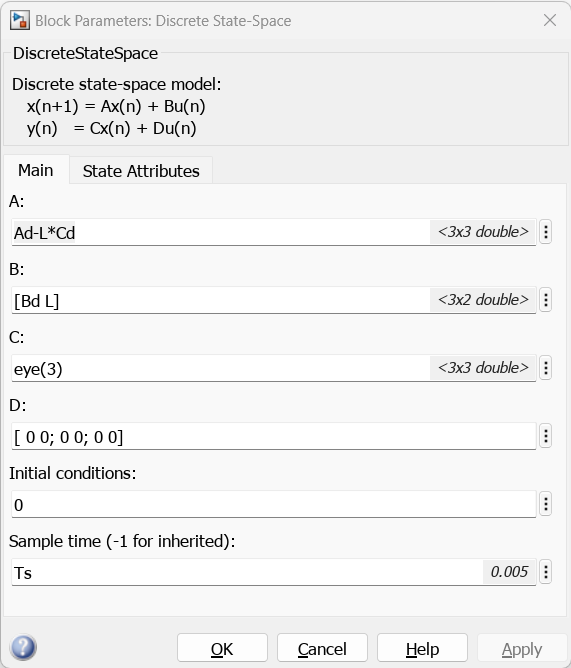 Block Parameters: Discrete State-Space
DiscreteStateSpace
Discrete state-space model:
x(n+1) = Ax(n) + Bu(n)
y(n) = Cx(n) + Du(n)
Main State Attributes
A:
Ad-L*Cd <3x3 double>
B:
[Bd L] <3x2 double>
C:
eye(3) <3x3 double>
D:
[ 0 0; 0 0; 0 0]
Initial conditions:
0
Sample time (-1 for inherited):
Ts 0.005
? OK Cancel Help Apply